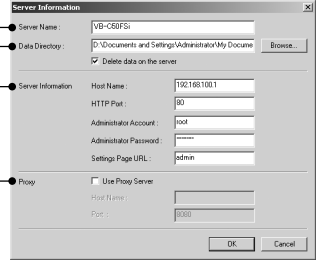 Server Information
Server Name : VB-C50FSi
Data Directory : D:\Documents and Settings\Administrator\My Docume Browse...
Delete data on the server
Server Information Host Name : 192.168.100.1
HTTP Port : 80
Administrator Account : root
Administrator Password : ********
Settings Page URL : admin
Proxy Use Proxy Server
Host Name :
Port : 8080
OK Cancel